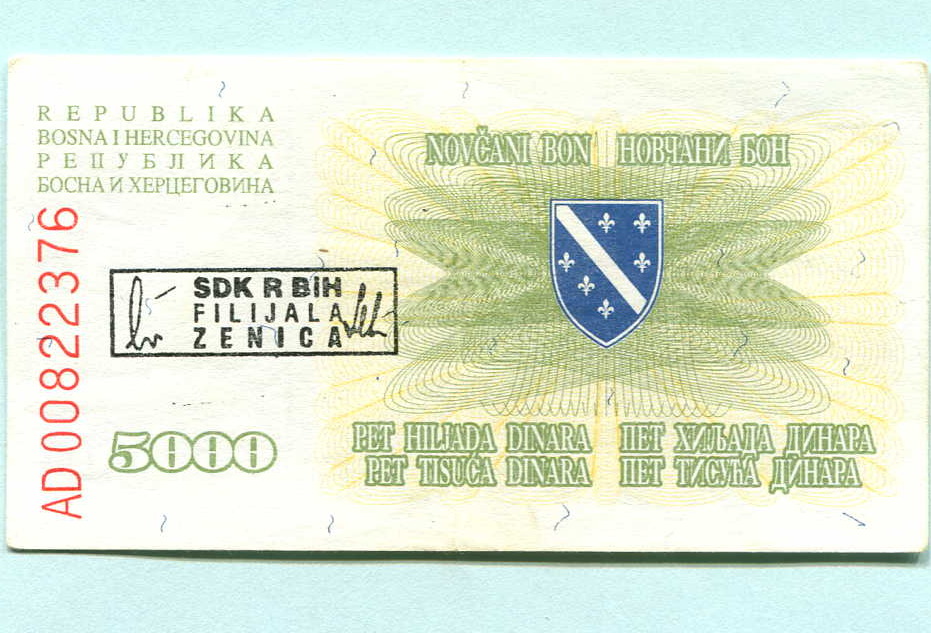 REPUBLIKA
BOSNA I HERCEGOVINA
РЕПУБЛИКА
БОСНА И ХЕРЦЕГОВИНА
NOVČANI BON НОВЧАНИ БОН
AD 00822376
SDK R BIH
FILIJALA
ZENICA
5000
PET HILJADA DINARA ПЕТ ХИЉАДА ДИНАРА
PET TISUĆA DINARA ПЕТ ТИСУЋА ДИНАРА